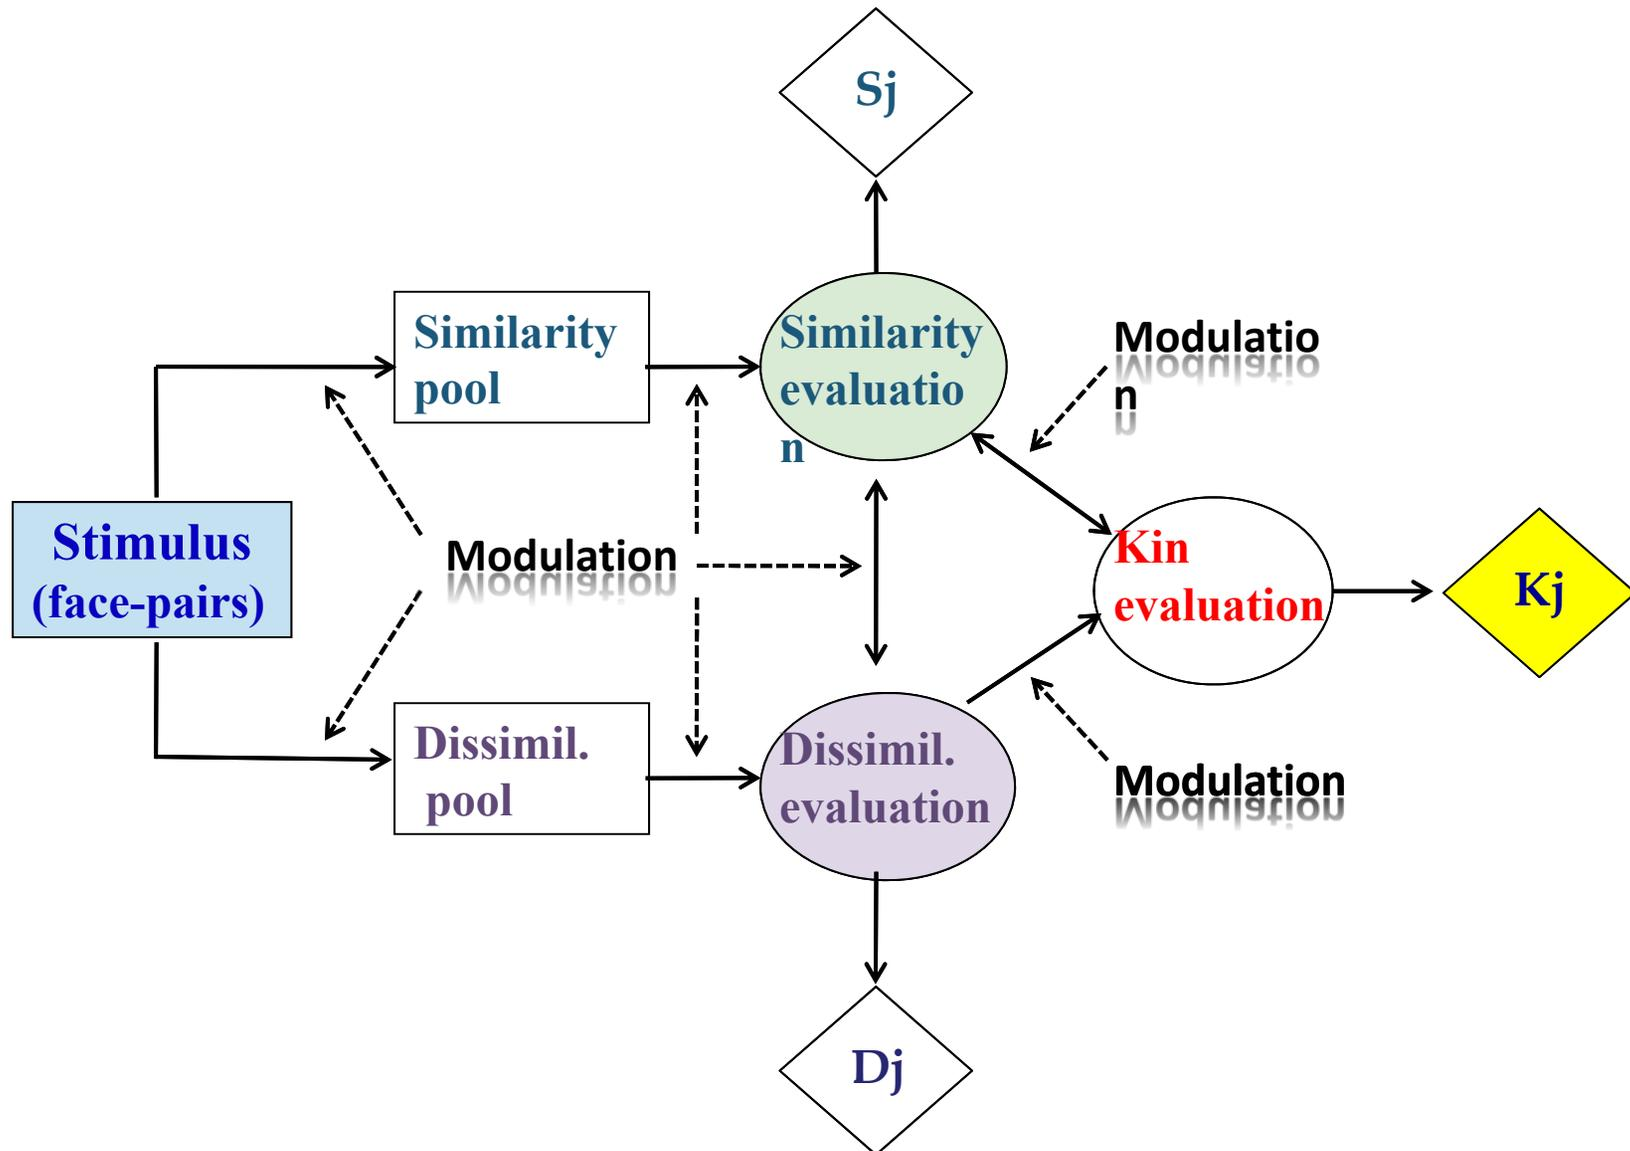 Sj
Similarity
pool
Similarity
evaluatio
n
Modulatio
n
Stimulus
(face-pairs)
Modulation
Kin
evaluation
Kj
Dissimil.
pool
Dissimil.
evaluation
Modulation
Dj